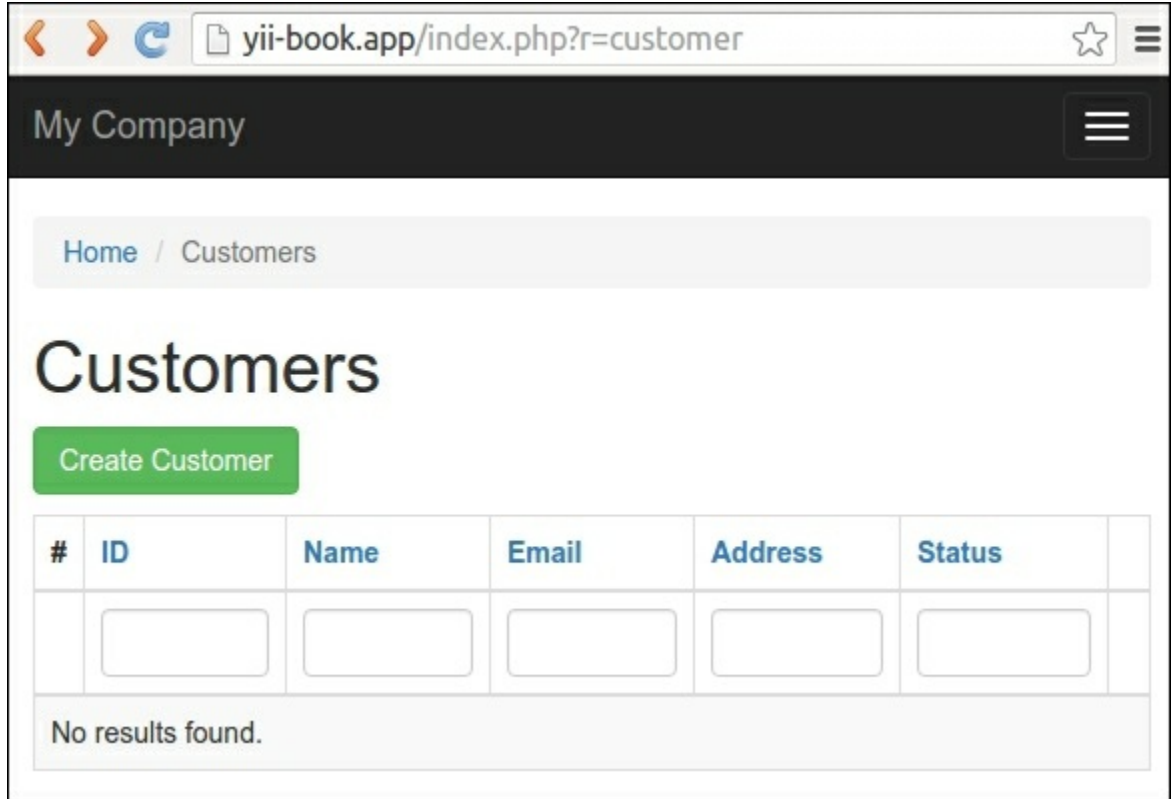 yii-book.app/index.php?r=customer
My Company
Home / Customers
Customers
Create Customer
# ID Name Email Address Status
No results found.